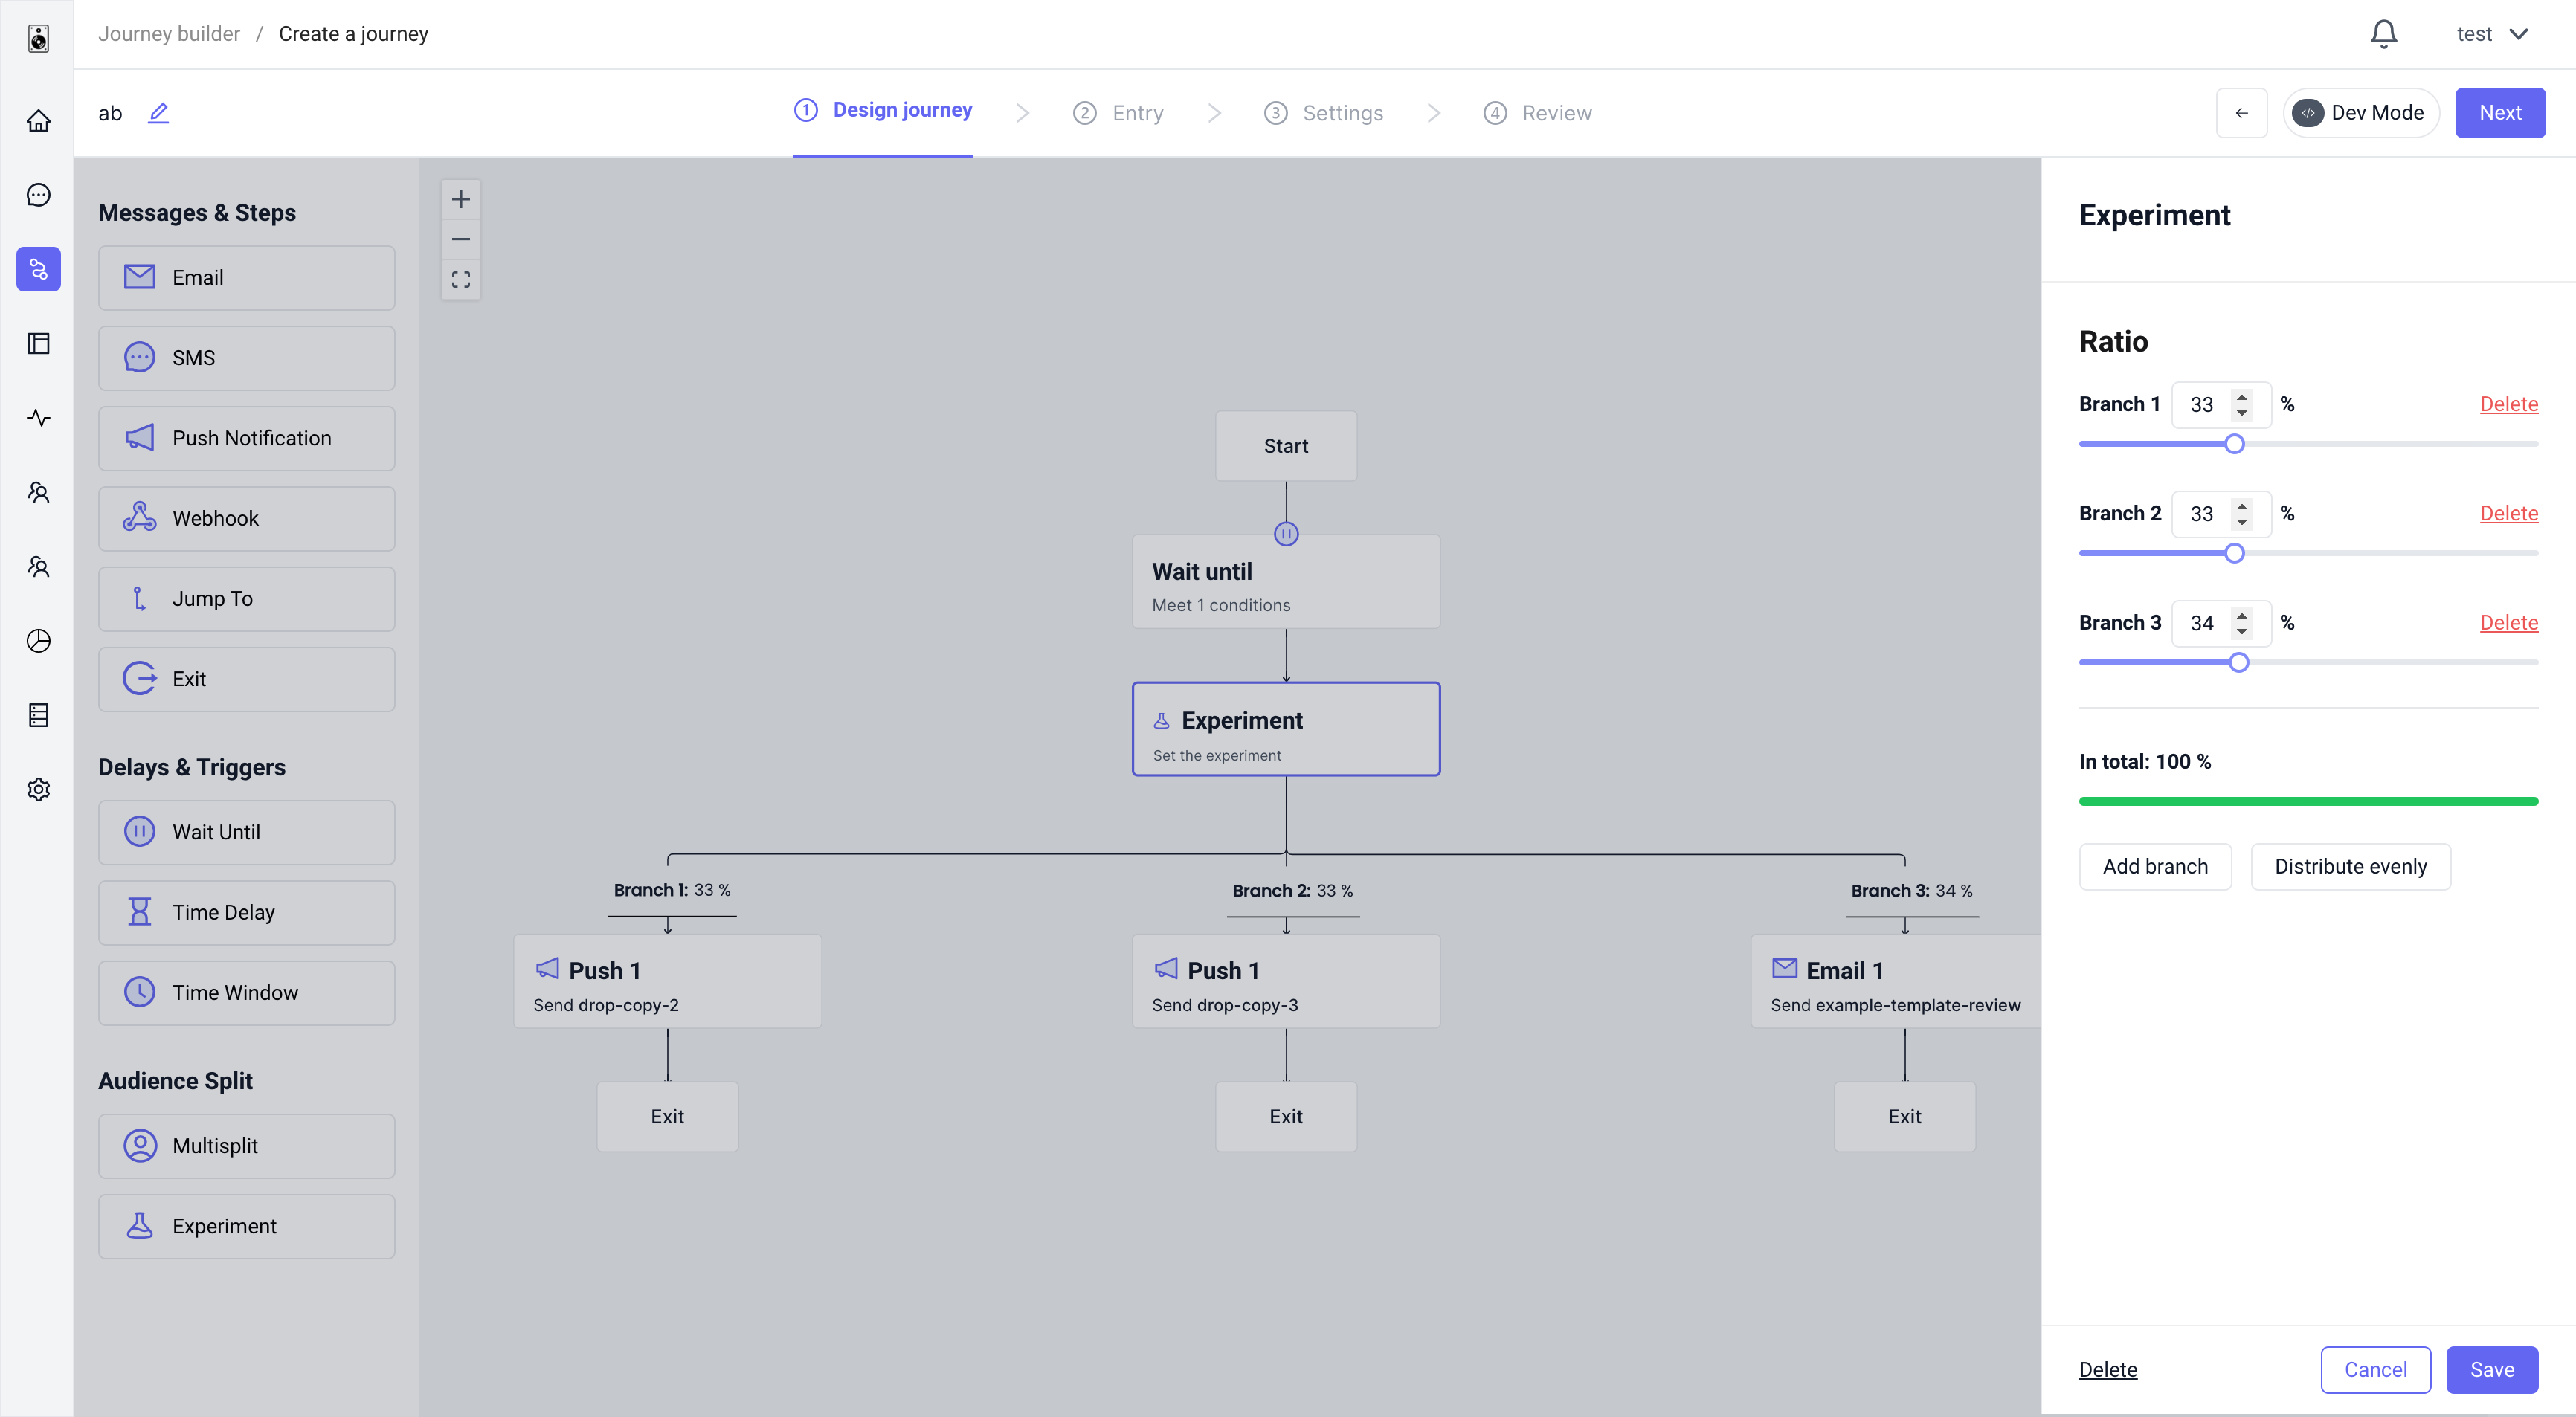 Journey builder / Create a journey
test
ab
1 Design journey
2 Entry
3 Settings
4 Review
Dev Mode
Next
Messages & Steps
Email
SMS
Push Notification
Webhook
Jump To
Exit
Delays & Triggers
Wait Until
Time Delay
Time Window
Audience Split
Multisplit
Experiment
Start
Wait until
Meet 1 conditions
Experiment
Set the experiment
Branch 1: 33 %
Branch 2: 33 %
Branch 3: 34 %
Push 1
Send drop-copy-2
Push 1
Send drop-copy-3
Email 1
Send example-template-review
Exit
Exit
Exit
Experiment
Ratio
Branch 1 33 % Delete
Branch 2 33 % Delete
Branch 3 34 % Delete
In total: 100 %
Add branch
Distribute evenly
Delete
Cancel
Save